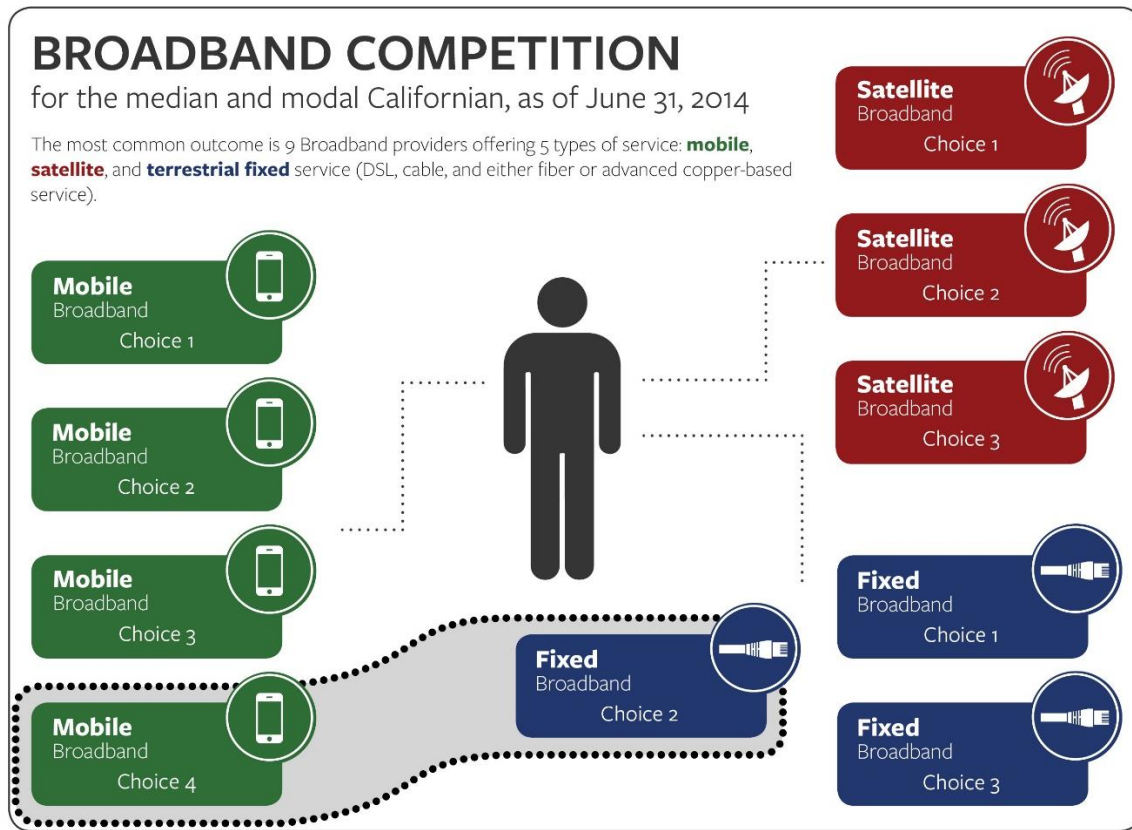 BROADBAND COMPETITION
for the median and modal Californian, as of June 31, 2014
The most common outcome is 9 Broadband providers offering 5 types of service: mobile,
satellite, and terrestrial fixed service (DSL, cable, and either fiber or advanced copper-based
service).
Mobile
Broadband
Choice 1
Mobile
Broadband
Choice 2
Mobile
Broadband
Choice 3
Mobile
Broadband
Choice 4
Satellite
Broadband
Choice 1
Satellite
Broadband
Choice 2
Satellite
Broadband
Choice 3
Fixed
Broadband
Choice 1
Fixed
Broadband
Choice 2
Fixed
Broadband
Choice 3